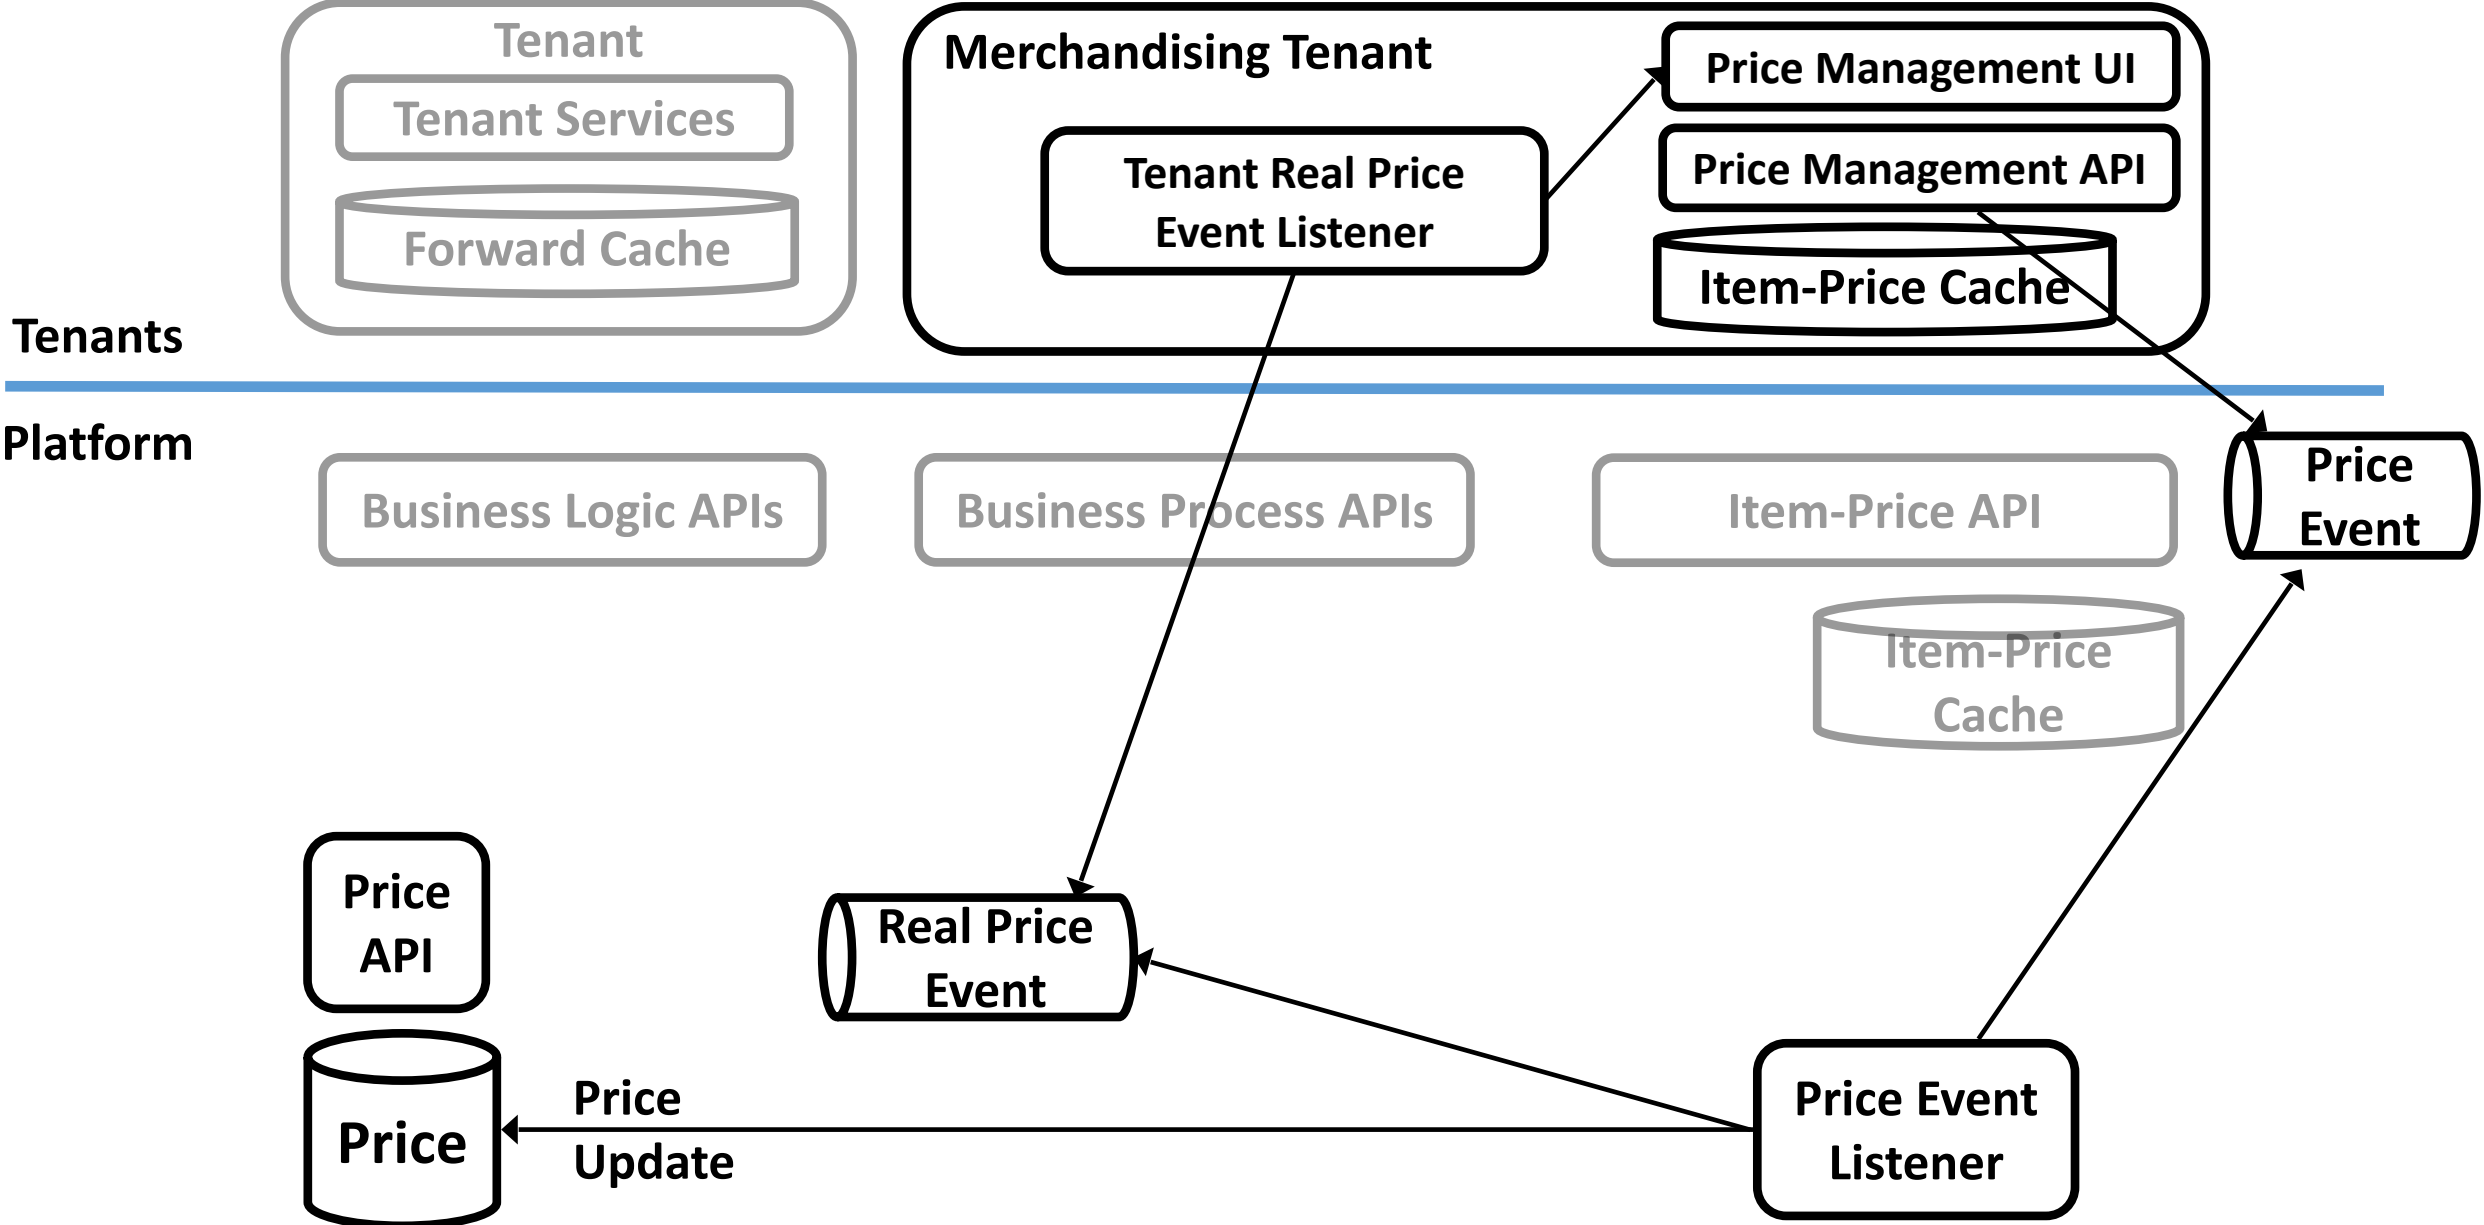 Tenant
Tenant Services
Forward Cache
Merchandising Tenant
Tenant Real Price
Event Listener
Price Management UI
Price Management API
Item-Price Cache
Tenants
Platform
Business Logic APIs
Business Process APIs
Item-Price API
Price
Event
Item-Price
Cache
Price
API
Real Price
Event
Price
Price
Update
Price Event
Listener